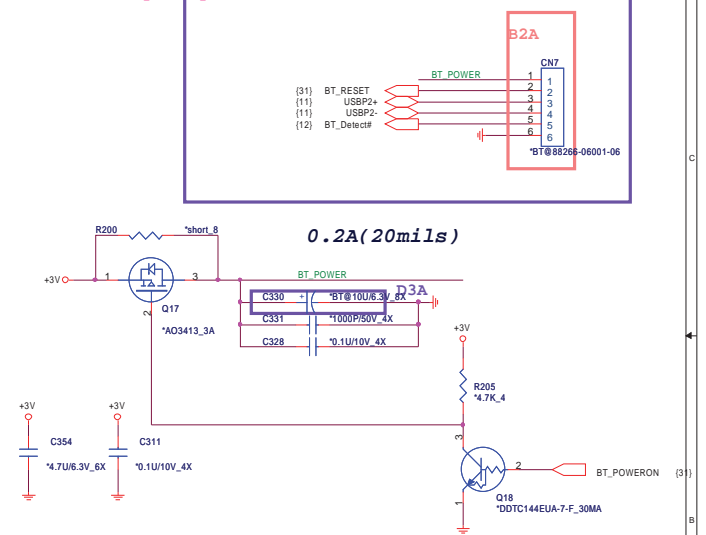 B2A
CN7
BT_POWER
1
1
{31} BT_RESET
2
2
{11} USBP2+
3
3
{11} USBP2-
4
4
{12} BT_Detect#
5
5
6
6
*BT@88266-06001-06
C
R200
*short_8
0.2A(20mils)
+3V
1
3
BT_POWER
Q17
2
*AO3413_3A
D3A
C330
+
*BT@10U/6.3V_8X
C331
*1000P/50V_4X
C328
*0.1U/10V_4X
+3V
R205
*4.7K_4
+3V
+3V
C354
*4.7U/6.3V_6X
C311
*0.1U/10V_4X
3
2
BT_POWERON {31}
1
Q18
*DDTC144EUA-7-F_30MA
B